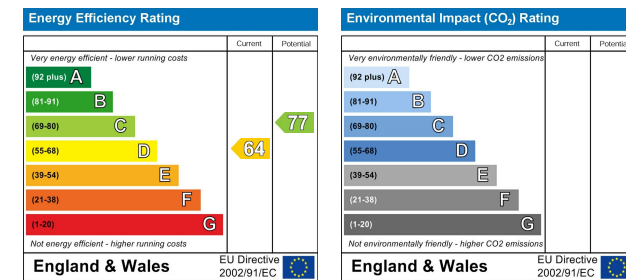 Energy Efficiency Rating
Current Potential
Very energy efficient - lower running costs
(92 plus) A
(81-91) B
(69-80) C
77
(55-68) D
64
(39-54) E
(21-38) F
(1-20) G
Not energy efficient - higher running costs
England & Wales
EU Directive
2002/91/EC
Environmental Impact (CO2) Rating
Current Potential
Very environmentally friendly - lower CO2 emissions
(92 plus) A
(81-91) B
(69-80) C
(55-68) D
(39-54) E
(21-38) F
(1-20) G
Not environmentally friendly - higher CO2 emissions
England & Wales
EU Directive
2002/91/EC